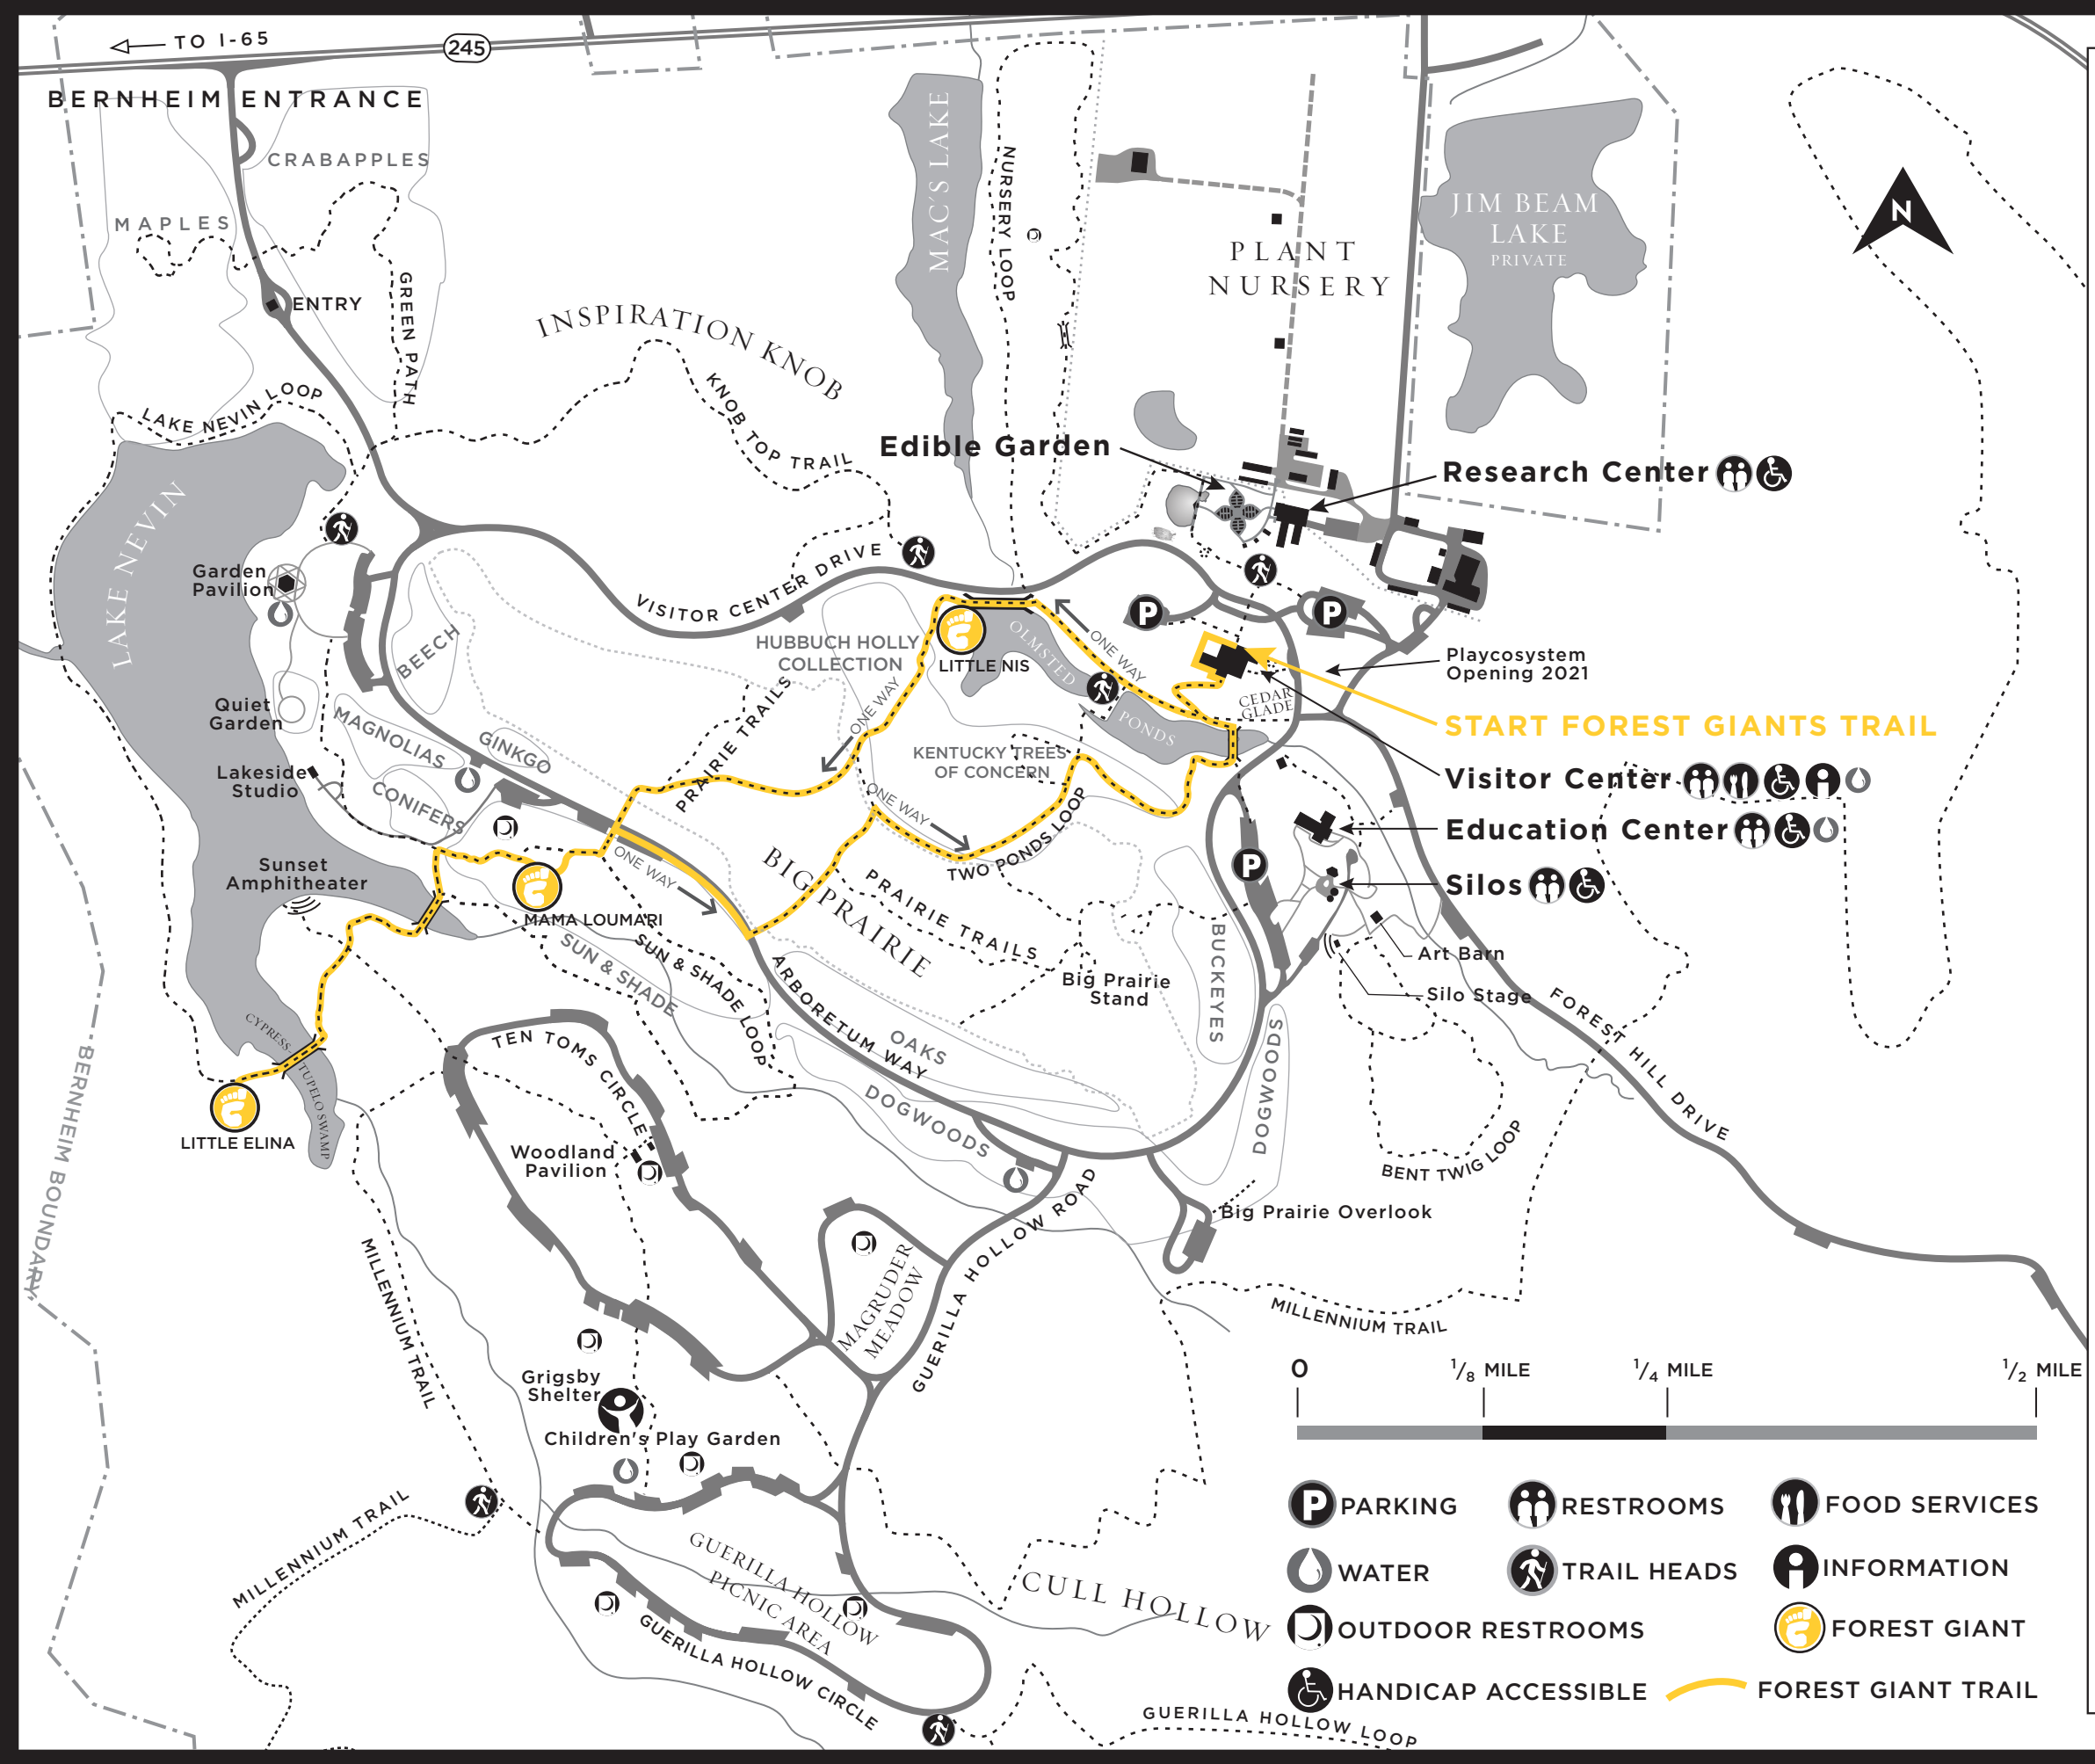 TO I-65
245
BERNHEIM ENTRANCE
CRABAPPLES
MAPLES
ENTRY
GREEN PATH
LAKE NEVIN LOOP
INSPIRATION KNOB
KNOB TOP TRAIL
MAC'S LAKE
NURSERY LOOP
PLANT
NURSERY
JIM BEAM
LAKE
PRIVATE
N
Edible Garden
Research Center
LAKE NEVIN
Garden
Pavilion
VISITOR CENTER DRIVE
BEECH
HUBBUCH HOLLY
COLLECTION
LITTLE NIS
OLMSTED
PONDS
ONE WAY
ONE WAY
P
P
CEDAR
GLADE
Playcosystem
Opening 2021
START FOREST GIANTS TRAIL
Visitor Center
Education Center
Silos
Quiet
Garden
MAGNOLIAS
GINKGO
PRAIRIE TRAILS
KENTUCKY TREES
OF CONCERN
Lakeside
Studio
CONIFERS
ONE WAY
TWO PONDS LOOP
P
Sunset
Amphitheater
ONE WAY
MAMA LOUMARI
BIG PRAIRIE
PRAIRIE TRAILS
Big Prairie
Stand
BUCKEYES
Art Barn
Silo Stage
SUN & SHADE
SUN & SHADE LOOP
ARBORETUM WAY
OAKS
DOGWOODS
DOGWOODS
FOREST HILL DRIVE
CYPRESS-
TUPELO SWAMP
LITTLE ELINA
BERNHEIM BOUNDARY
TEN TOMS CIRCLE
Woodland
Pavilion
BENT TWIG LOOP
Big Prairie Overlook
MILLENNIUM TRAIL
MILLENNIUM TRAIL
MAGRUDER
MEADOW
GUERILLA HOLLOW ROAD
Grigsby
Shelter
Children's Play Garden
MILLENNIUM TRAIL
GUERILLA HOLLOW
PICNIC AREA
GUERILLA HOLLOW CIRCLE
CULL HOLLOW
GUERILLA HOLLOW LOOP
0 1/8 MILE 1/4 MILE 1/2 MILE
P PARKING
RESTROOMS
FOOD SERVICES
WATER
TRAIL HEADS
INFORMATION
OUTDOOR RESTROOMS
FOREST GIANT
HANDICAP ACCESSIBLE
FOREST GIANT TRAIL